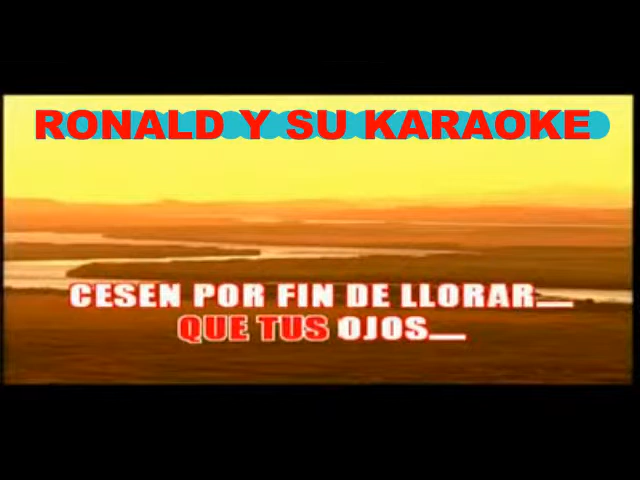 RONALD Y SU KARAOKE
CESEN POR FIN DE LLORAR...
QUE TUS OJOS...